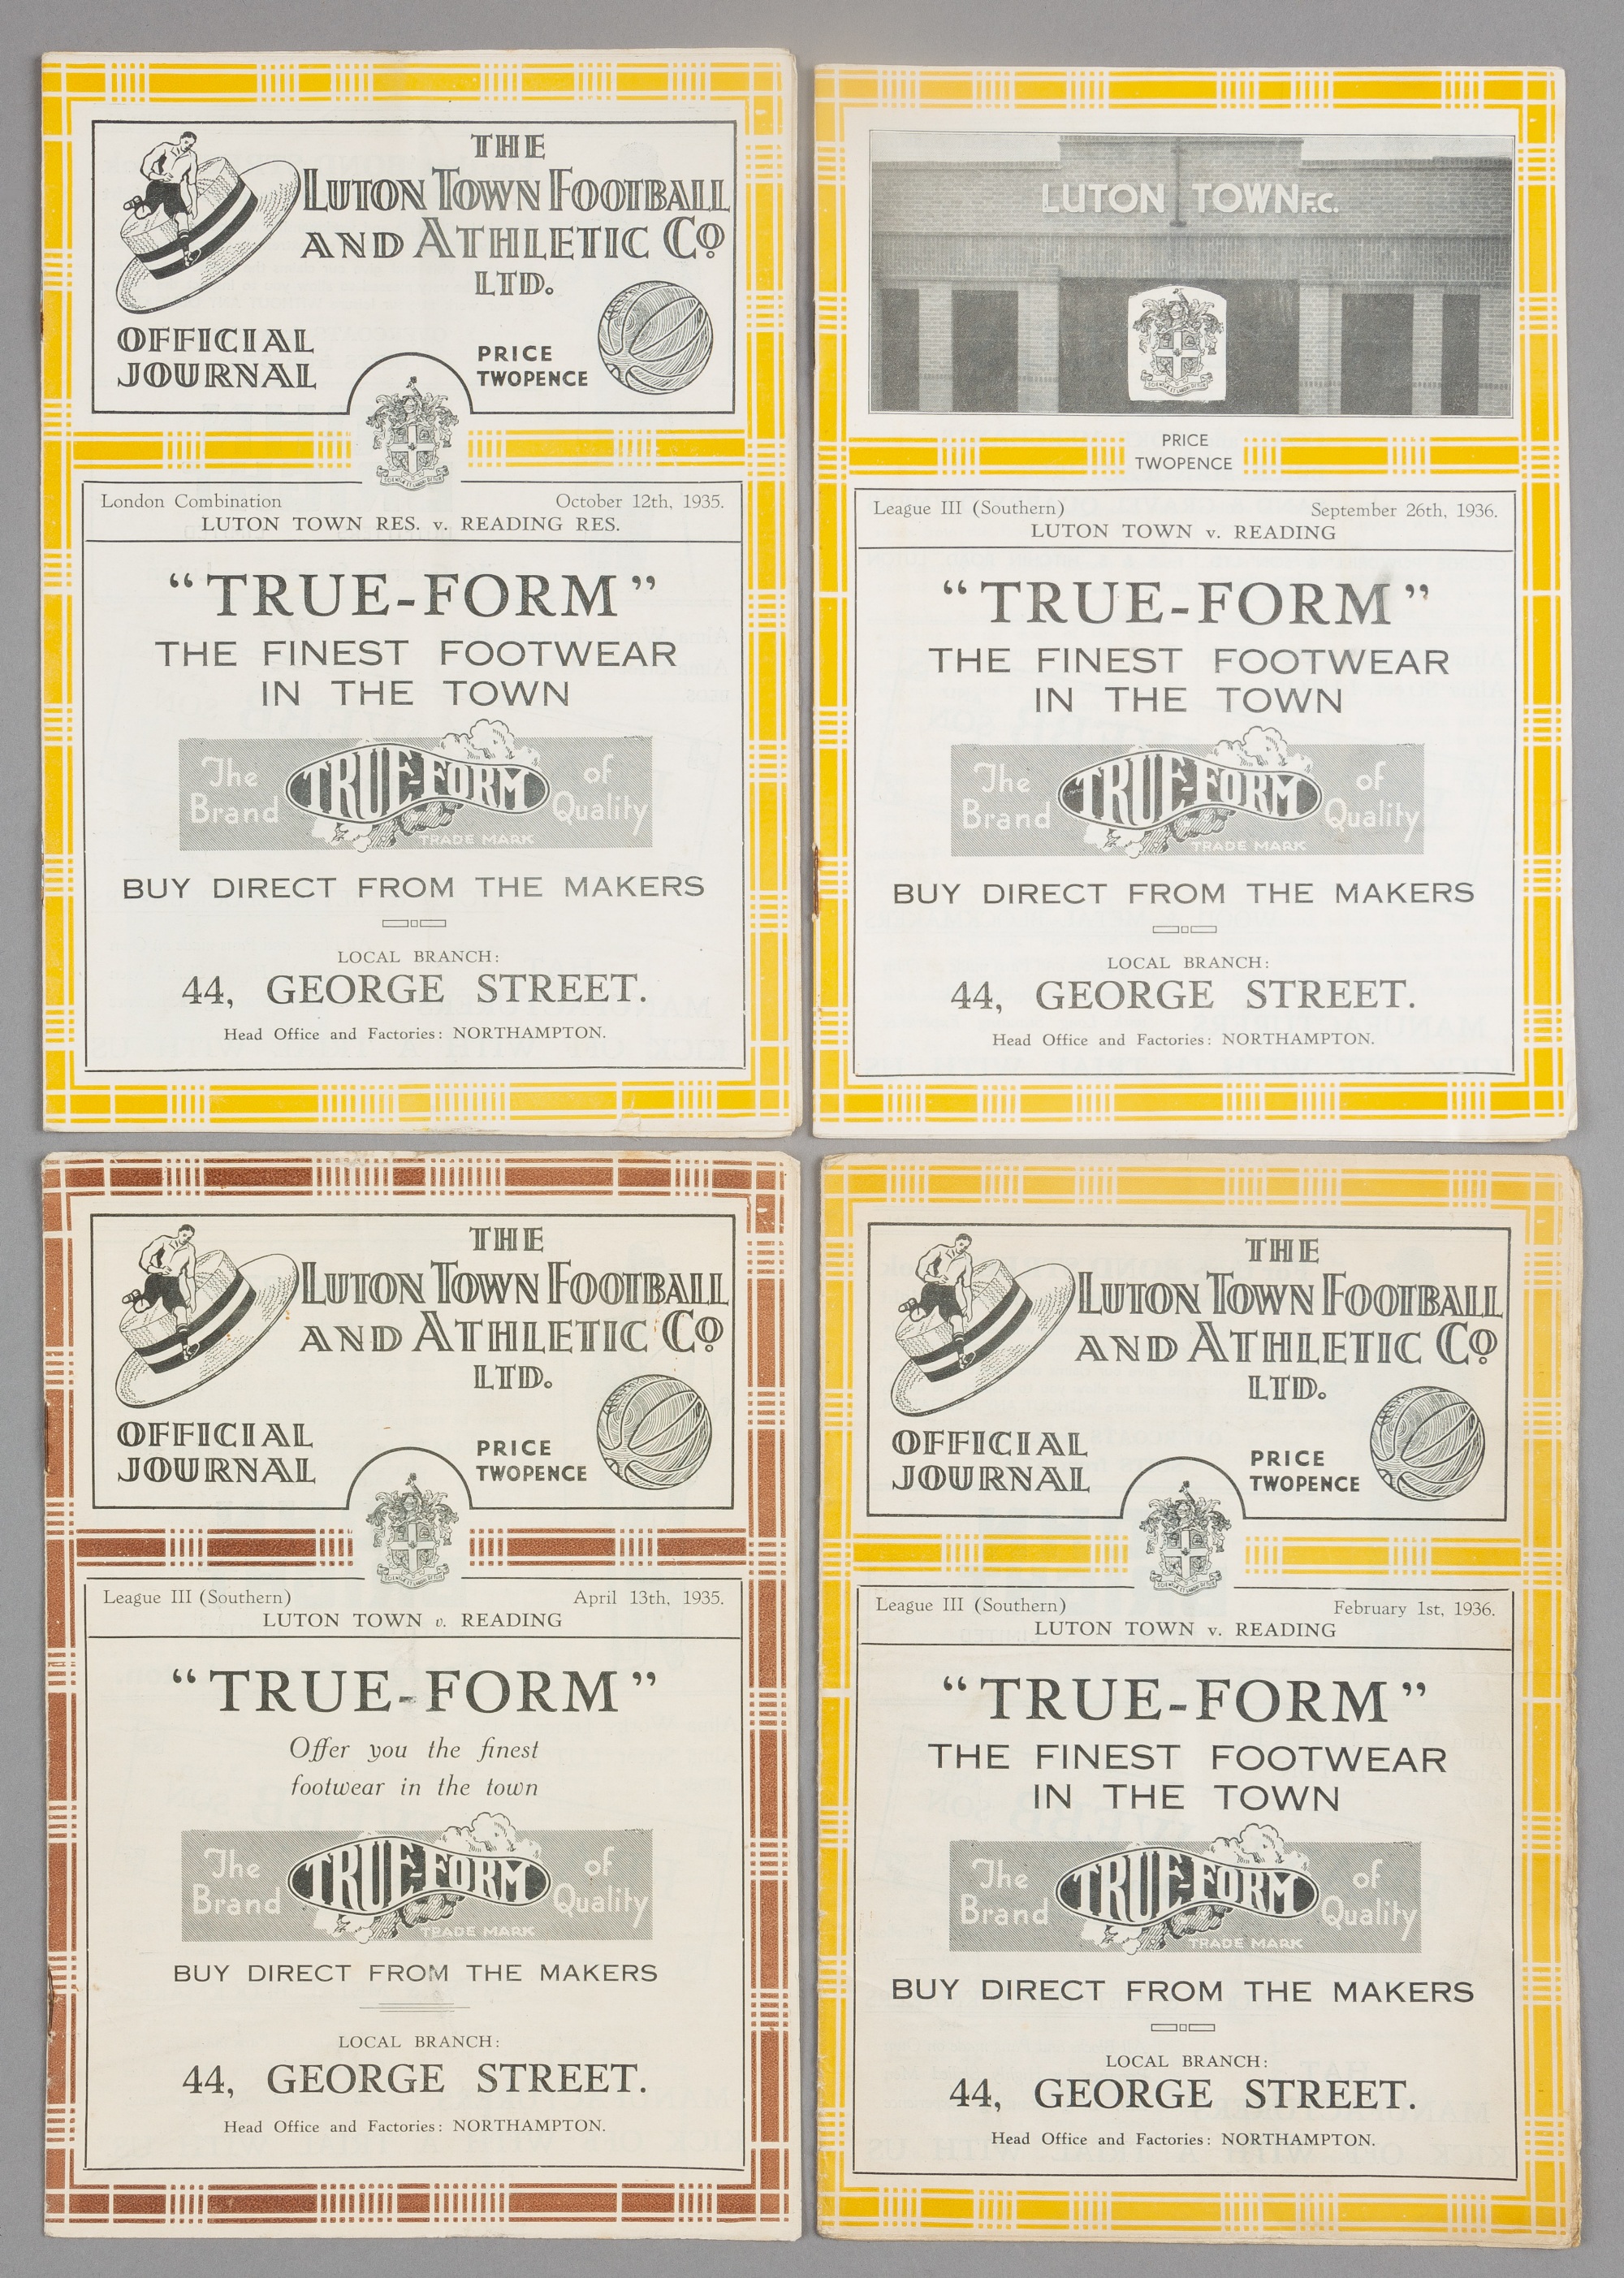 THE
LUTON TOWN FOOTBALL
AND ATHLETIC Co
LTD.
OFFICIAL
JOURNAL
PRICE
TWOPENCE
London Combination October 12th, 1935.
LUTON TOWN RES. v. READING RES.
"TRUE-FORM"
THE FINEST FOOTWEAR
IN THE TOWN
The Brand TRUE-FORM of Quality
TRADE MARK
BUY DIRECT FROM THE MAKERS
LOCAL BRANCH:
44, GEORGE STREET.
Head Office and Factories: NORTHAMPTON.
LUTON TOWN F.C.
PRICE
TWOPENCE
League III (Southern) September 26th, 1936.
LUTON TOWN v. READING
"TRUE-FORM"
THE FINEST FOOTWEAR
IN THE TOWN
The Brand TRUE-FORM of Quality
TRADE MARK
BUY DIRECT FROM THE MAKERS
LOCAL BRANCH:
44, GEORGE STREET.
Head Office and Factories: NORTHAMPTON.
THE
LUTON TOWN FOOTBALL
AND ATHLETIC Co
LTD.
OFFICIAL
JOURNAL
PRICE
TWOPENCE
League III (Southern) April 13th, 1935.
LUTON TOWN v. READING
"TRUE-FORM"
Offer you the finest
footwear in the town
The Brand TRUE-FORM of Quality
TRADE MARK
BUY DIRECT FROM THE MAKERS
LOCAL BRANCH:
44, GEORGE STREET.
Head Office and Factories: NORTHAMPTON.
THE
LUTON TOWN FOOTBALL
AND ATHLETIC Co
LTD.
OFFICIAL
JOURNAL
PRICE
TWOPENCE
League III (Southern) February 1st, 1936.
LUTON TOWN v. READING
"TRUE-FORM"
THE FINEST FOOTWEAR
IN THE TOWN
The Brand TRUE-FORM of Quality
TRADE MARK
BUY DIRECT FROM THE MAKERS
LOCAL BRANCH:
44, GEORGE STREET.
Head Office and Factories: NORTHAMPTON.